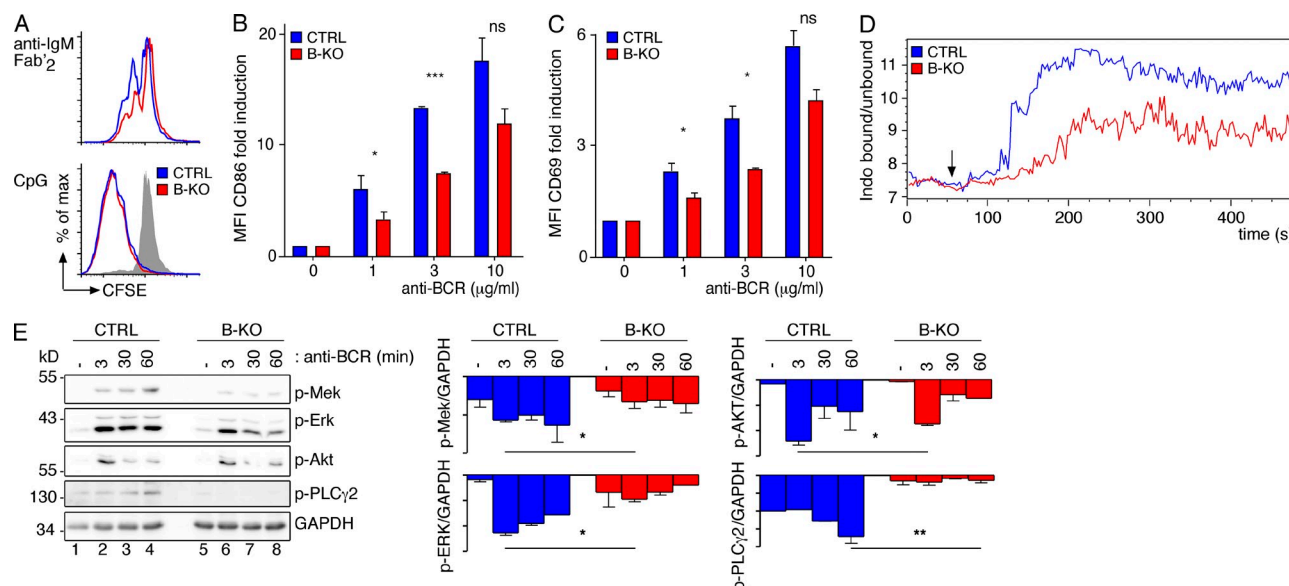 A
anti-IgM
Fab'2
CpG
CTRL
B-KO
% of max
CFSE
B
MFI CD86 fold induction
20
10
0
CTRL
B-KO
*
***
ns
0 1 3 10
anti-BCR (μg/ml)
C
MFI CD69 fold induction
6
3
0
CTRL
B-KO
*
*
ns
0 1 3 10
anti-BCR (μg/ml)
D
Indo bound/unbound
11
10
9
8
7
CTRL
B-KO
0 100 200 300 400
time (s
E
CTRL B-KO
kD - 3 30 60 - 3 30 60 : anti-BCR (min)
55
p-Mek
43
p-Erk
p-Akt
55
130
p-PLCγ2
34
GAPDH
1 2 3 4 5 6 7 8
CTRL B-KO
- 3 30 60 - 3 30 60
p-Mek/GAPDH
*
p-ERK/GAPDH
*
CTRL B-KO
- 3 30 60 - 3 30 60
p-AKT/GAPDH
*
p-PLCγ2/GAPDH
**